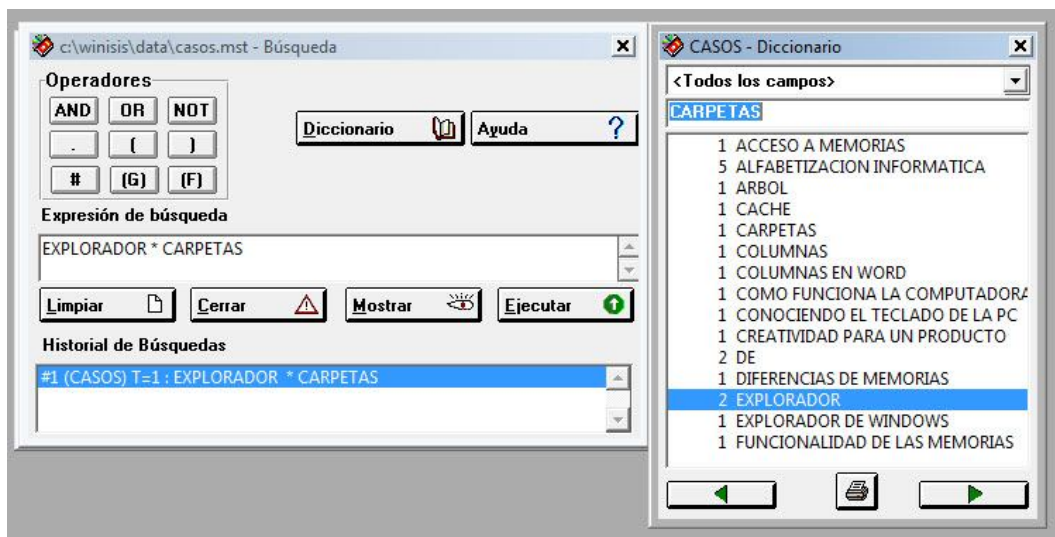 c:\winisis\data\casos.mst - Búsqueda
Operadores
AND OR NOT
. ( )
# (G) (F)
Diccionario Ayuda ?
Expresión de búsqueda
EXPLORADOR * CARPETAS
Limpiar Cerrar Mostrar Ejecutar
Historial de Búsquedas
#1 (CASOS) T=1 : EXPLORADOR * CARPETAS
CASOS - Diccionario
<Todos los campos>
CARPETAS
1 ACCESO A MEMORIAS
5 ALFABETIZACION INFORMATICA
1 ARBOL
1 CACHE
1 CARPETAS
1 COLUMNAS
1 COLUMNAS EN WORD
1 COMO FUNCIONA LA COMPUTADORA
1 CONOCIENDO EL TECLADO DE LA PC
1 CREATIVIDAD PARA UN PRODUCTO
2 DE
1 DIFERENCIAS DE MEMORIAS
2 EXPLORADOR
1 EXPLORADOR DE WINDOWS
1 FUNCIONALIDAD DE LAS MEMORIAS